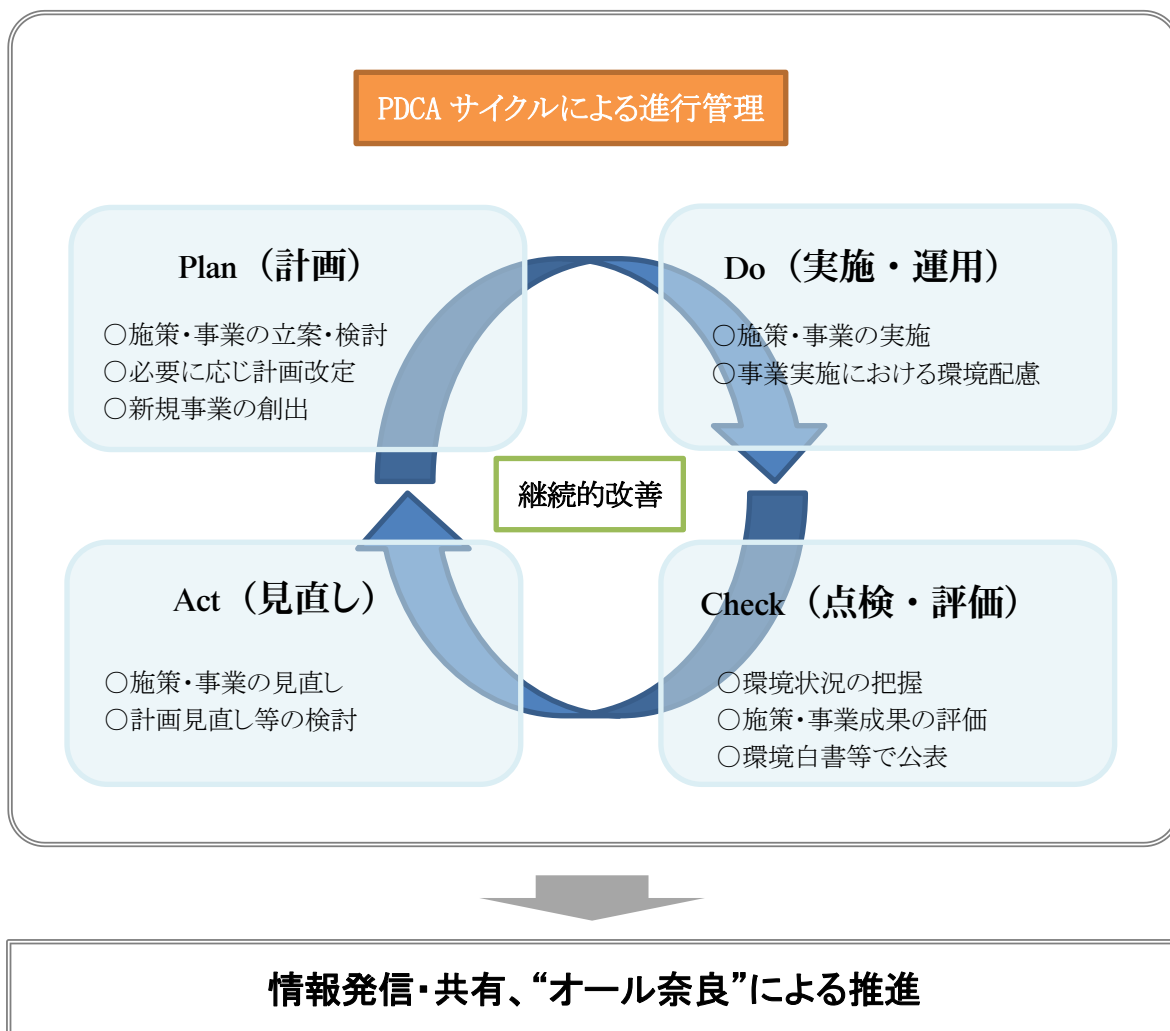 PDCA サイクルによる進行管理
Plan（計画）
○施策・事業の立案・検討
○必要に応じ計画改定
○新規事業の創出
Do（実施・運用）
○施策・事業の実施
○事業実施における環境配慮
継続的改善
Act（見直し）
○施策・事業の見直し
○計画見直し等の検討
Check（点検・評価）
○環境状況の把握
○施策・事業成果の評価
○環境白書等で公表
情報発信・共有、“オール奈良”による推進